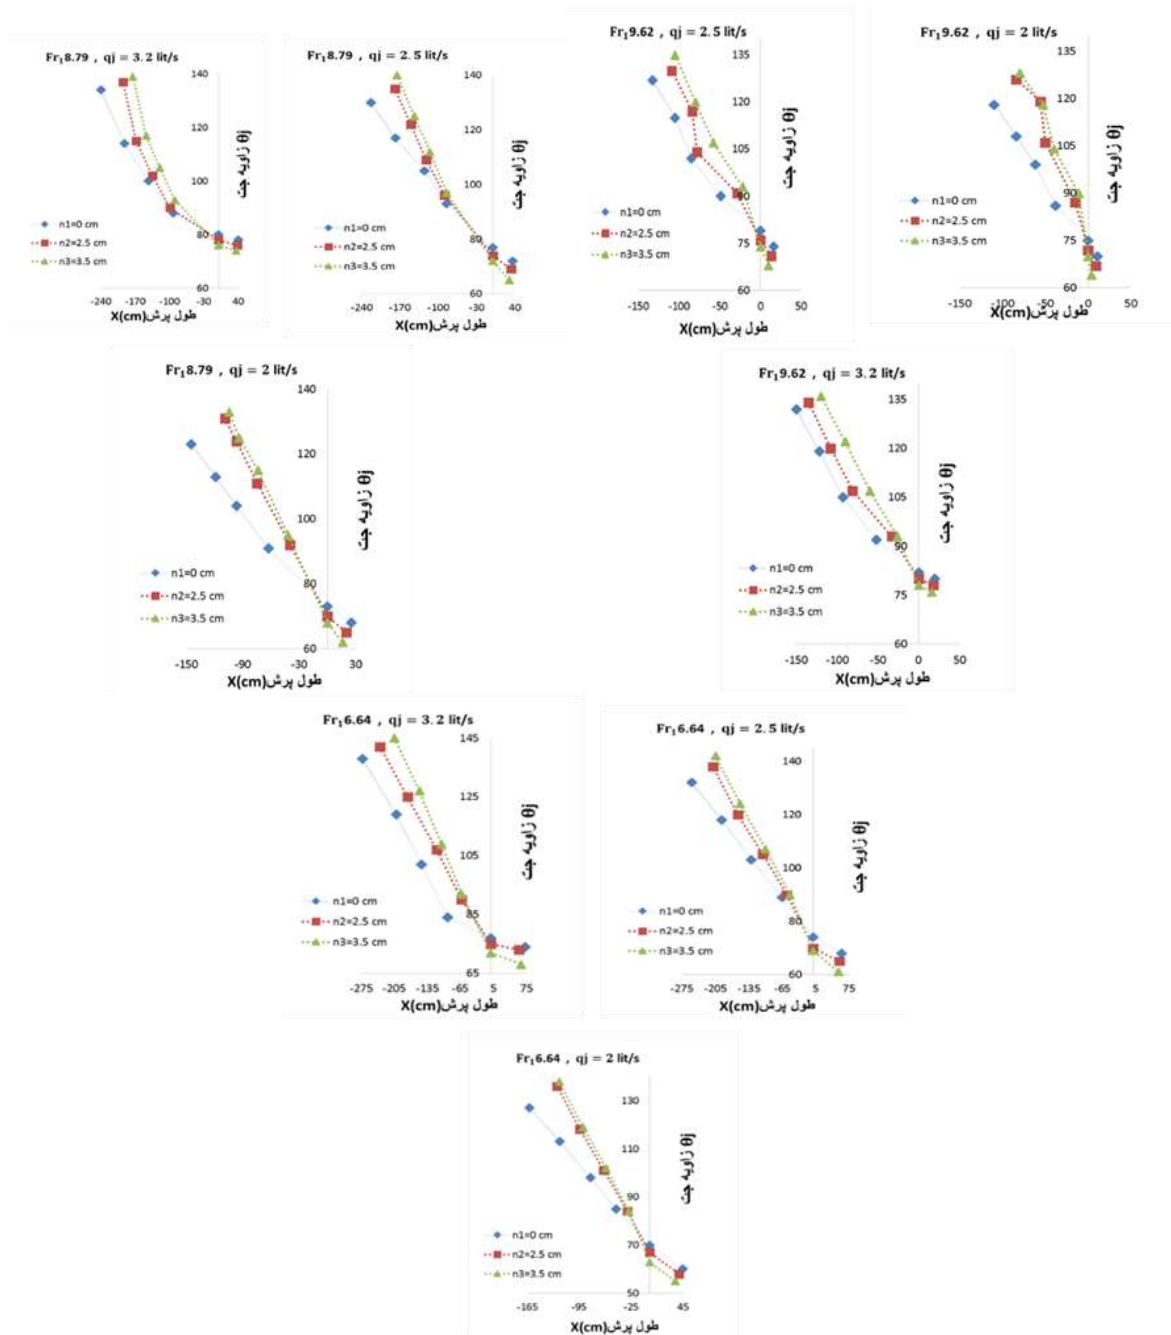 Fr₁8.79 , qj = 3.2 lit/s
140
120
100
80
60
زاویه جت θj
n1=0 cm
n2=2.5 cm
n3=3.5 cm
-240 -170 -100 -30 40
طول پرش X(cm)
Fr₁8.79 , qj = 2.5 lit/s
140
120
100
80
60
زاویه جت θj
n1=0 cm
n2=2.5 cm
n3=3.5 cm
-240 -170 -100 -30 40
طول پرش X(cm)
Fr₁9.62 , qj = 2.5 lit/s
135
120
105
90
75
60
زاویه جت θj
n1=0 cm
n2=2.5 cm
n3=3.5 cm
-150 -100 -50 0 50
طول پرش X(cm)
Fr₁9.62 , qj = 2 lit/s
135
120
105
90
75
60
زاویه جت θj
n1=0 cm
n2=2.5 cm
n3=3.5 cm
-150 -100 -50 0 50
طول پرش X(cm)
Fr₁8.79 , qj = 2 lit/s
140
120
100
80
60
زاویه جت θj
n1=0 cm
n2=2.5 cm
n3=3.5 cm
-150 -90 -30 30
طول پرش X(cm)
Fr₁9.62 , qj = 3.2 lit/s
135
120
105
90
75
60
زاویه جت θj
n1=0 cm
n2=2.5 cm
n3=3.5 cm
-150 -100 -50 0 50
طول پرش X(cm)
Fr₁6.64 , qj = 3.2 lit/s
145
125
105
85
65
زاویه جت θj
n1=0 cm
n2=2.5 cm
n3=3.5 cm
-275 -205 -135 -65 5 75
طول پرش X(cm)
Fr₁6.64 , qj = 2.5 lit/s
140
120
100
80
60
زاویه جت θj
n1=0 cm
n2=2.5 cm
n3=3.5 cm
-275 -205 -135 -65 5 75
طول پرش X(cm)
Fr₁6.64 , qj = 2 lit/s
130
110
90
70
50
زاویه جت θj
n1=0 cm
n2=2.5 cm
n3=3.5 cm
-165 -95 -25 45
طول پرش X(cm)